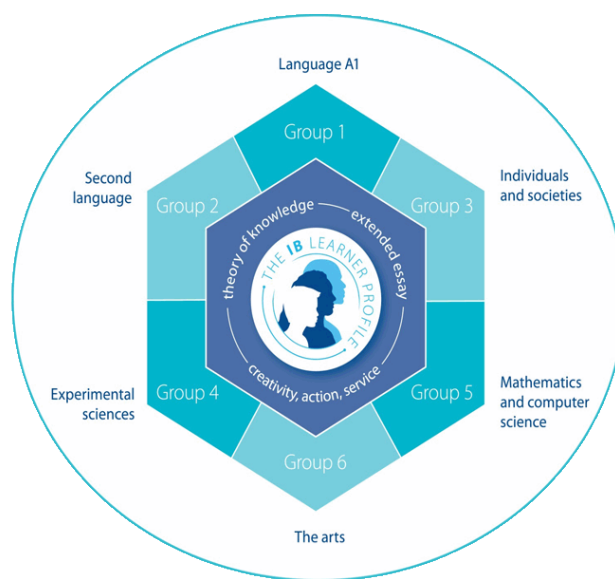 Language A1
Group 1
Second
language
Group 2
Group 3
Individuals
and societies
theory of knowledge
extended essay
THE IB LEARNER PROFILE
creativity, action, service
Experimental
sciences
Group 4
Group 5
Mathematics
and computer
science
Group 6
The arts